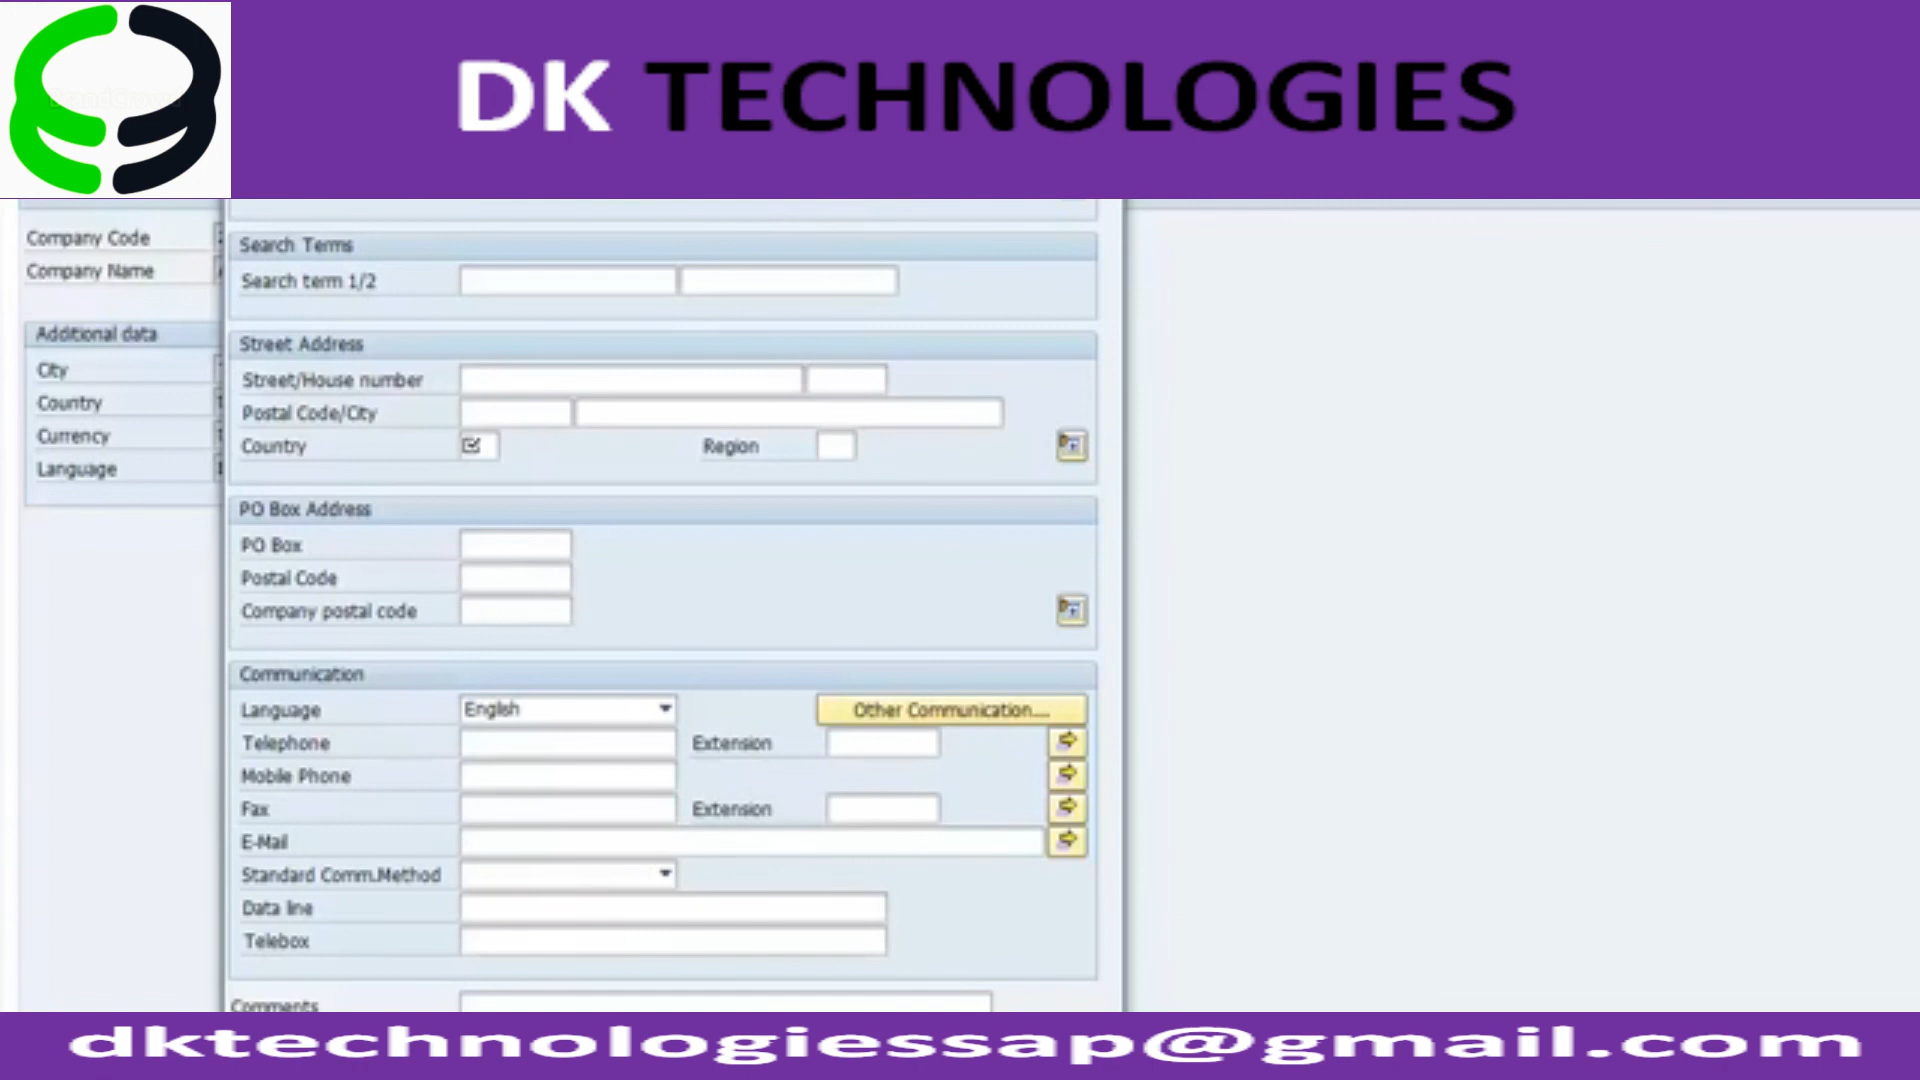 DK TECHNOLOGIES
Company Code
Company Name
Additional data
City
Country
Currency
Language
Search Terms
Search term 1/2
Street Address
Street/House number
Postal Code/City
Country Region
PO Box Address
PO Box
Postal Code
Company postal code
Communication
Language English Other Communication...
Telephone Extension
Mobile Phone
Fax Extension
E-Mail
Standard Comm.Method
Data line
Telebox
Comments
dktechnologiessap@gmail.com